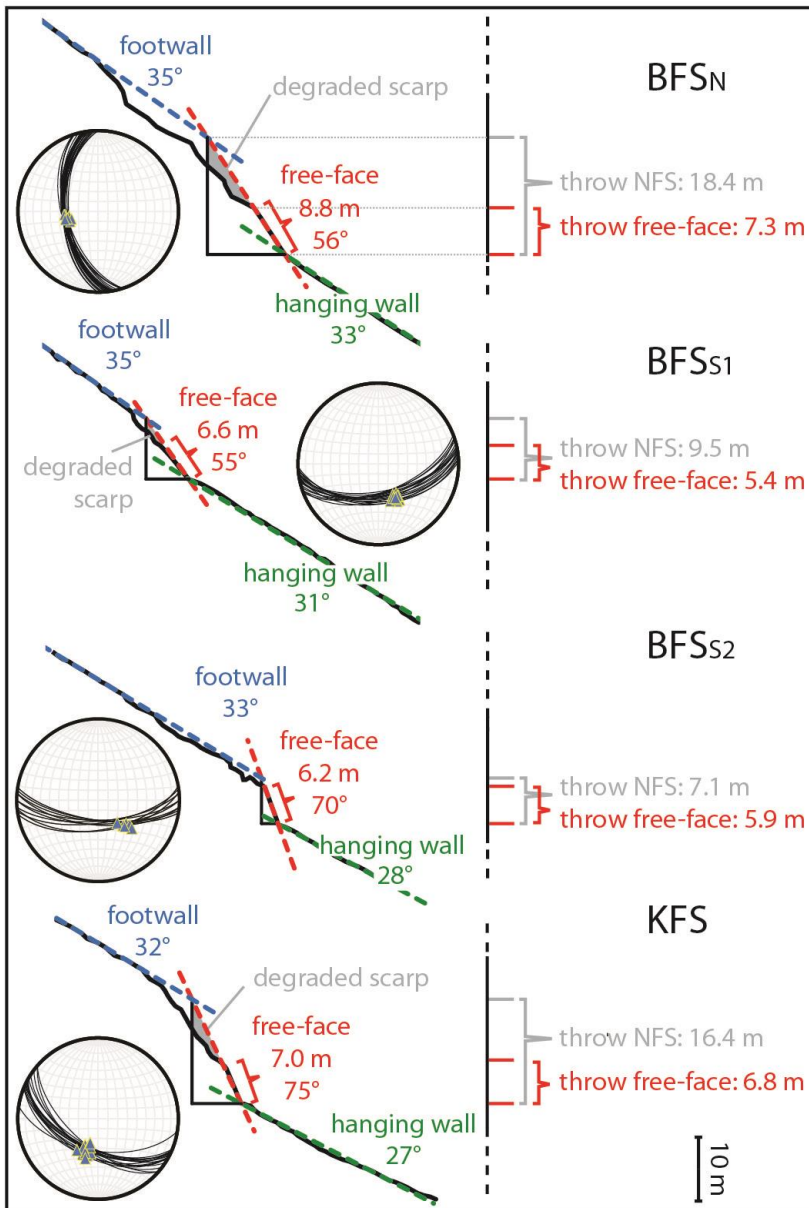 footwall
35°
degraded scarp
free-face
8.8 m
56°
hanging wall
33°
BFSN
throw NFS: 18.4 m
throw free-face: 7.3 m
footwall
35°
free-face
6.6 m
55°
degraded
scarp
hanging wall
31°
BFSS1
throw NFS: 9.5 m
throw free-face: 5.4 m
footwall
33°
free-face
6.2 m
70°
hanging wall
28°
BFSS2
throw NFS: 7.1 m
throw free-face: 5.9 m
footwall
32°
degraded scarp
free-face
7.0 m
75°
hanging wall
27°
KFS
throw NFS: 16.4 m
throw free-face: 6.8 m
10 m